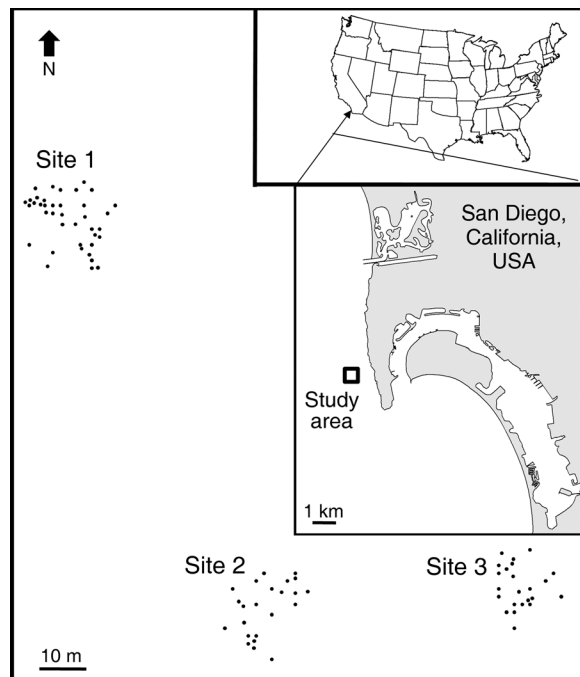 N
Site 1
San Diego,
California,
USA
Study
area
1 km
Site 2
Site 3
10 m